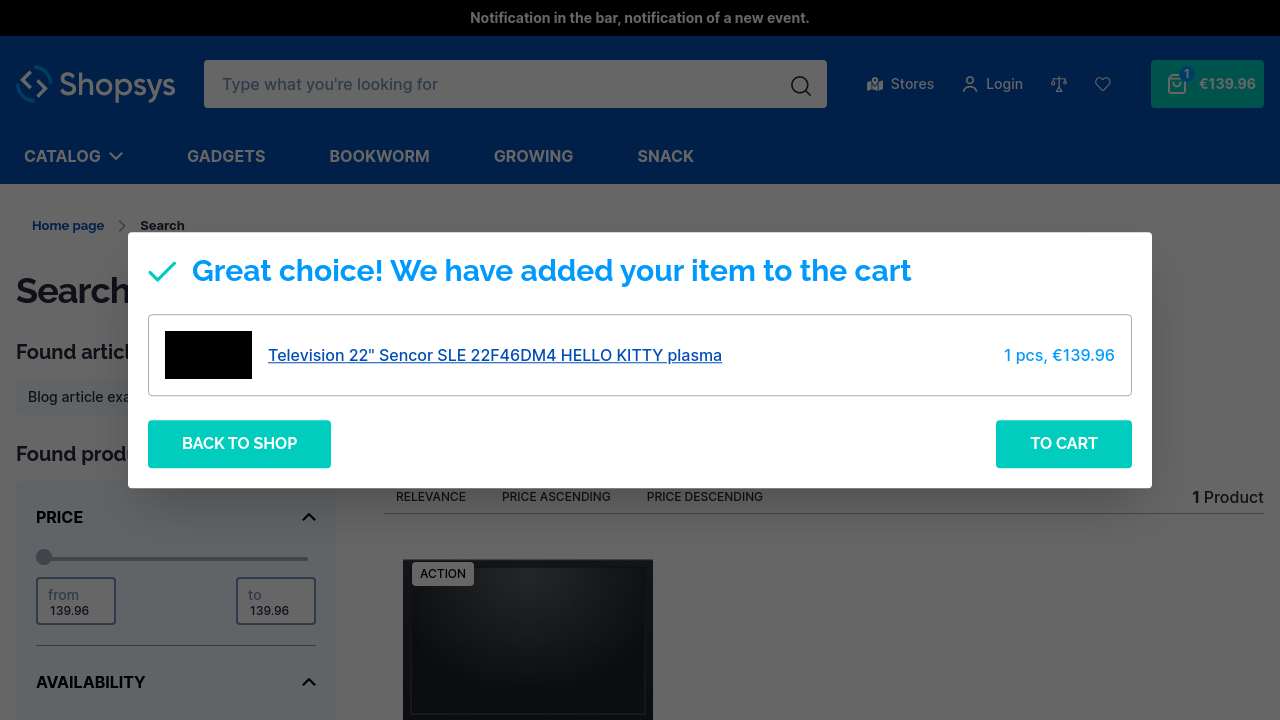 Notification in the bar, notification of a new event.
Shopsys
Type what you're looking for
Stores
Login
1
€139.96
CATALOG
GADGETS
BOOKWORM
GROWING
SNACK
Home page
Search
Search
Great choice! We have added your item to the cart
Television 22" Sencor SLE 22F46DM4 HELLO KITTY plasma
1 pcs, €139.96
Found articl
Blog article exa
BACK TO SHOP
TO CART
Found produ
RELEVANCE
PRICE ASCENDING
PRICE DESCENDING
1 Product
PRICE
from
139.96
to
139.96
ACTION
AVAILABILITY